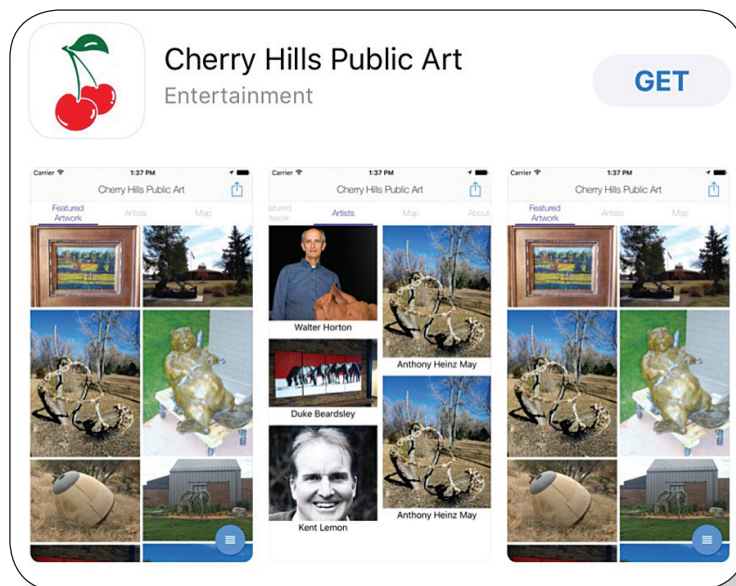 Cherry Hills Public Art
Entertainment
GET
Carrier 1:37 PM
Cherry Hills Public Art
Featured
Artwork
Artists
Map
Carrier 1:37 PM
Cherry Hills Public Art
atured
twork
Artists
Map
About
Walter Horton
Anthony Heinz May
Duke Beardsley
Anthony Heinz May
Kent Lemon
Carrier 1:37 PM
Cherry Hills Public Art
Featured
Artwork
Artists
Map